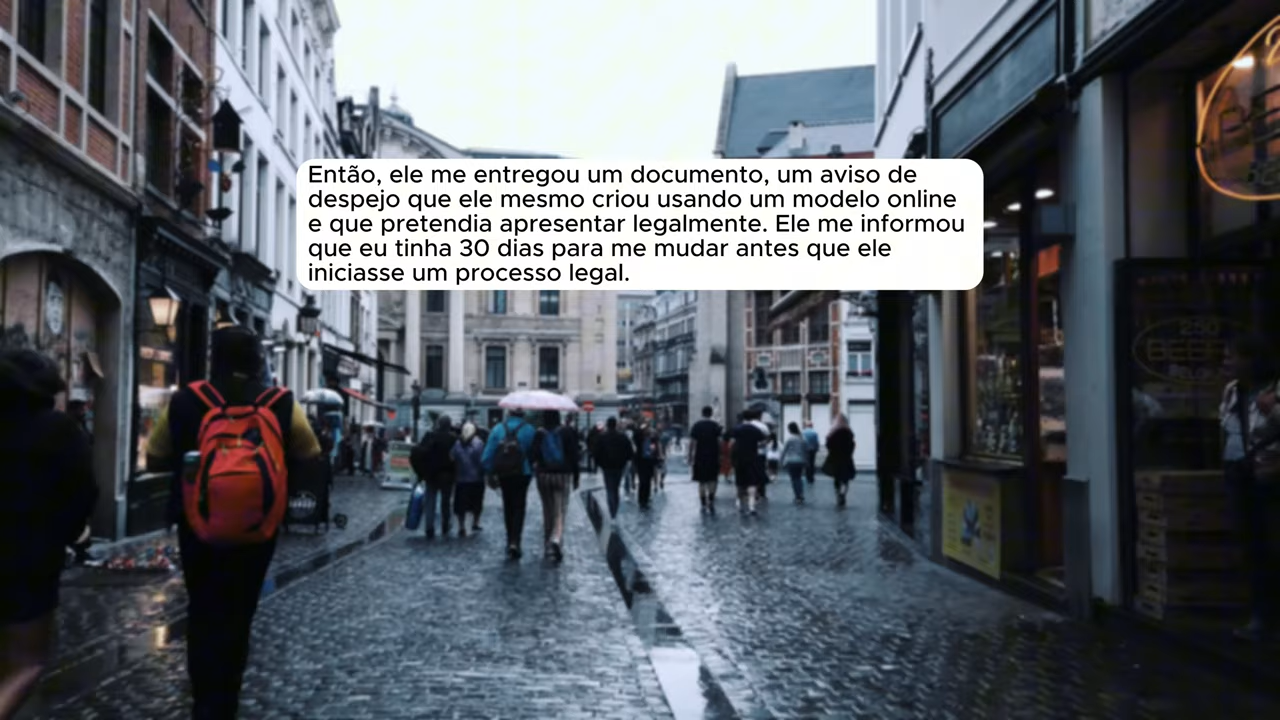 Então, ele me entregou um documento, um aviso de
despejo que ele mesmo criou usando um modelo online
e que pretendia apresentar legalmente. Ele me informou
que eu tinha 30 dias para me mudar antes que ele
iniciasse um processo legal.